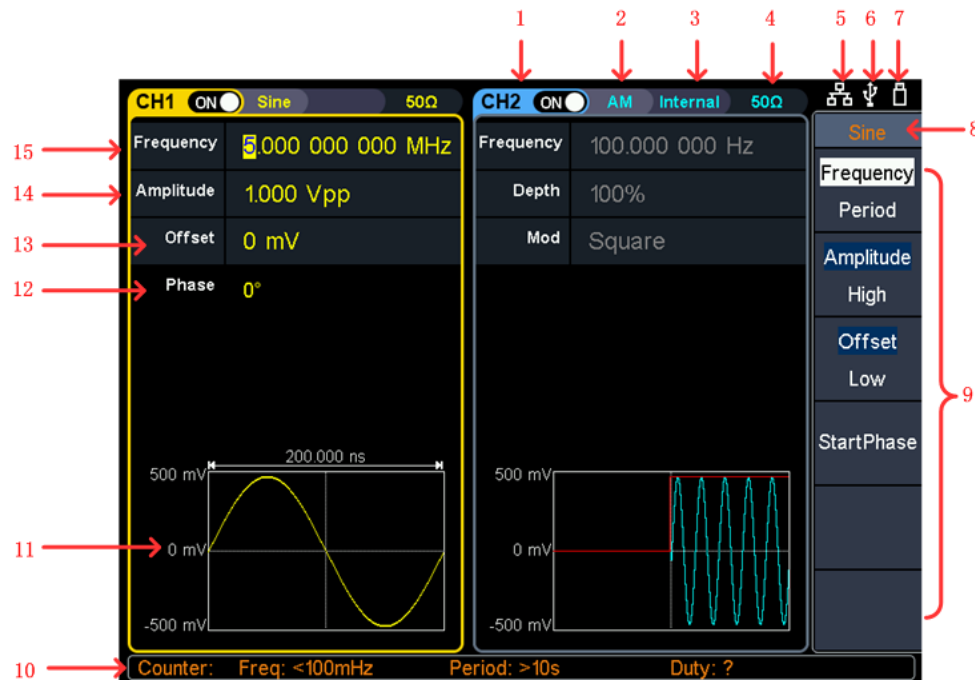 1 2 3 4 5 6 7
CH1 ON Sine 50Ω
CH2 ON AM Internal 50Ω
Sine 8
15 Frequency 5.000 000 000 MHz
14 Amplitude 1.000 Vpp
13 Offset 0 mV
12 Phase 0°
Frequency 100.000 000 Hz
Depth 100%
Mod Square
Frequency
Period
Amplitude
High
Offset
Low
StartPhase
9
200.000 ns
500 mV
11 0 mV
-500 mV
500 mV
0 mV
-500 mV
10 Counter: Freq: <100mHz Period: >10s Duty: ?